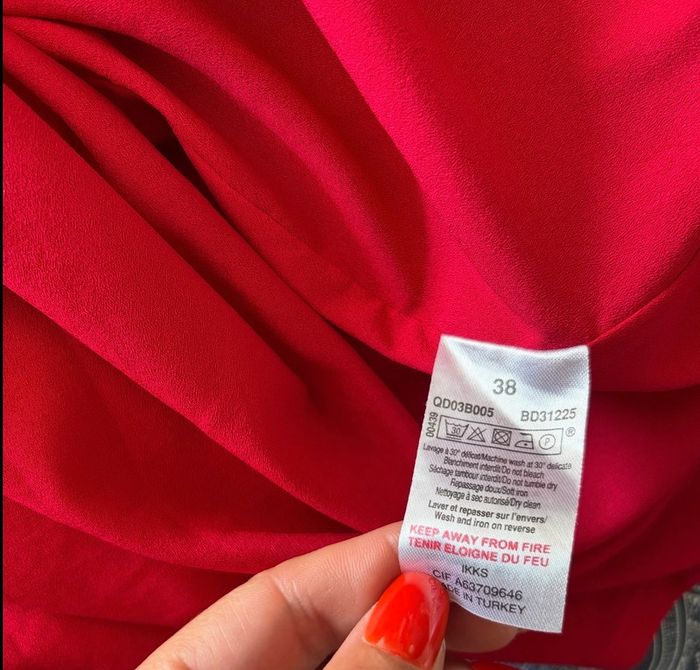 38
QD03B005 BD31225
00439
30 P ®
Lavage à 30° délicat/Machine wash at 30° delicate
Blanchiment interdit/Do not bleach
Séchage tambour interdit/Do not tumble dry
Repassage doux/Soft iron
Nettoyage à sec autorisé/Dry clean
Laver et repasser sur l'envers/
Wash and iron on reverse
KEEP AWAY FROM FIRE
TENIR ELOIGNE DU FEU
IKKS
CIF A63709646
DE IN TURKEY